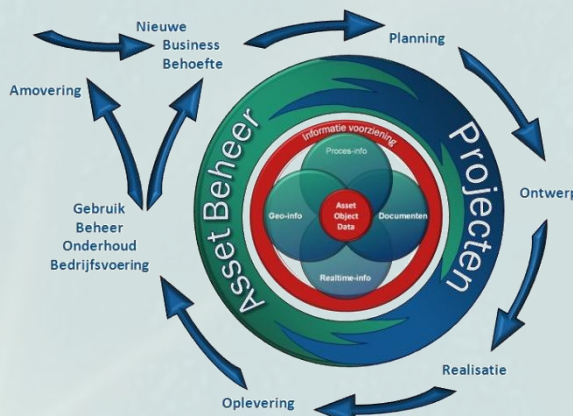 Nieuwe
Business
Behoefte
Planning
Ontwerp
Realisatie
Oplevering
Gebruik
Beheer
Onderhoud
Bedrijfsvoering
Amovering
Asset Beheer
Projecten
Informatie voorziening
Proces-info
Geo-info
Asset
Object
Data
Documenten
Realtime-info